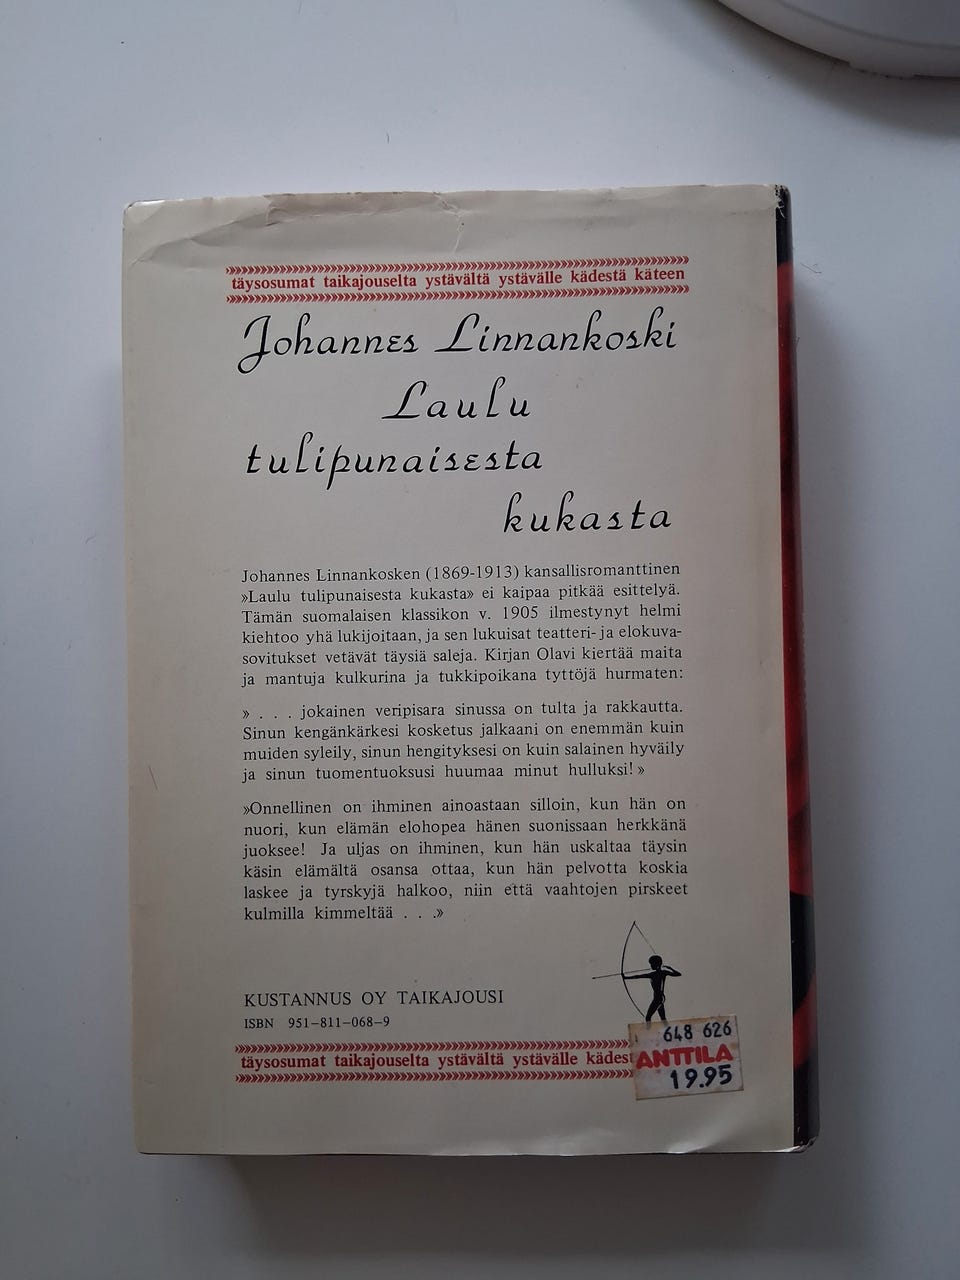 täysosumat taikajouselta ystävältä ystävälle kädestä käteen
Johannes Linnankoski
Laulu
tulipunaisesta
kukasta
Johannes Linnankosken (1869-1913) kansallisromanttinen
»Laulu tulipunaisesta kukasta» ei kaipaa pitkää esittelyä.
Tämän suomalaisen klassikon v. 1905 ilmestynyt helmi
kiehtoo yhä lukijoitaan, ja sen lukuisat teatteri- ja elokuva-
sovitukset vetävät täysiä saleja. Kirjan Olavi kiertää maita
ja mantuja kulkurina ja tukkipoikana tyttöjä hurmaten:
» . . . jokainen veripisara sinussa on tulta ja rakkautta.
Sinun kengänkärkesi kosketus jalkaani on enemmän kuin
muiden syleily, sinun hengityksesi on kuin salainen hyväily
ja sinun tuomentuoksusi huumaa minut hulluksi! »
»Onnellinen on ihminen ainoastaan silloin, kun hän on
nuori, kun elämän elohopea hänen suonissaan herkkänä
juoksee! Ja uljas on ihminen, kun hän uskaltaa täysin
käsin elämältä osansa ottaa, kun hän pelvotta koskia
laskee ja tyrskyjä halkoo, niin että vaahtojen pirskeet
kulmilla kimmeltää . . .»
KUSTANNUS OY TAIKAJOUSI
ISBN 951-811-068-9
648 626
ANTTILA
19.95
täysosumat taikajouselta ystävältä ystävälle kädest